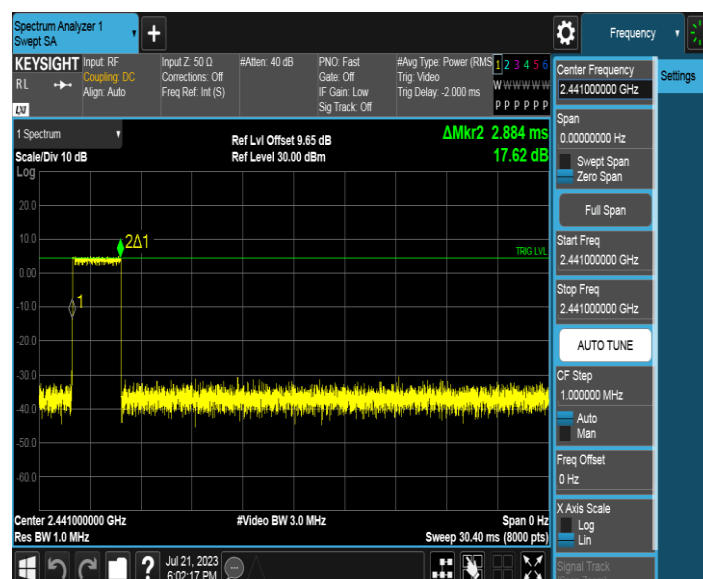 Spectrum Analyzer 1
Swept SA
Frequency
KEYSIGHT
RL
LXI
Input: RF
Coupling: DC
Align: Auto
Input Z: 50 Ω
Corrections: Off
Freq Ref: Int (S)
#Atten: 40 dB
PNO: Fast
Gate: Off
IF Gain: Low
Sig Track: Off
#Avg Type: Power (RMS
Trig: Video
Trig Delay: -2.000 ms
1 2 3 4 5 6
W W W W W W
P P P P P P
Center Frequency
2.441000000 GHz
Settings
Span
0.00000000 Hz
Swept Span
Zero Span
Full Span
Start Freq
2.441000000 GHz
Stop Freq
2.441000000 GHz
AUTO TUNE
CF Step
1.000000 MHz
Auto
Man
Freq Offset
0 Hz
X Axis Scale
Log
Lin
Signal Track
1 Spectrum
Scale/Div 10 dB
Log
Ref Lvl Offset 9.65 dB
Ref Level 30.00 dBm
ΔMkr2 2.884 ms
17.62 dB
20.0
10.0
0.00
-10.0
-20.0
-30.0
-40.0
-50.0
-60.0
2Δ1
1
TRIG LVL
Center 2.441000000 GHz
#Video BW 3.0 MHz
Span 0 Hz
Res BW 1.0 MHz
Sweep 30.40 ms (8000 pts)
?
Jul 21, 2023
6:02:17 PM